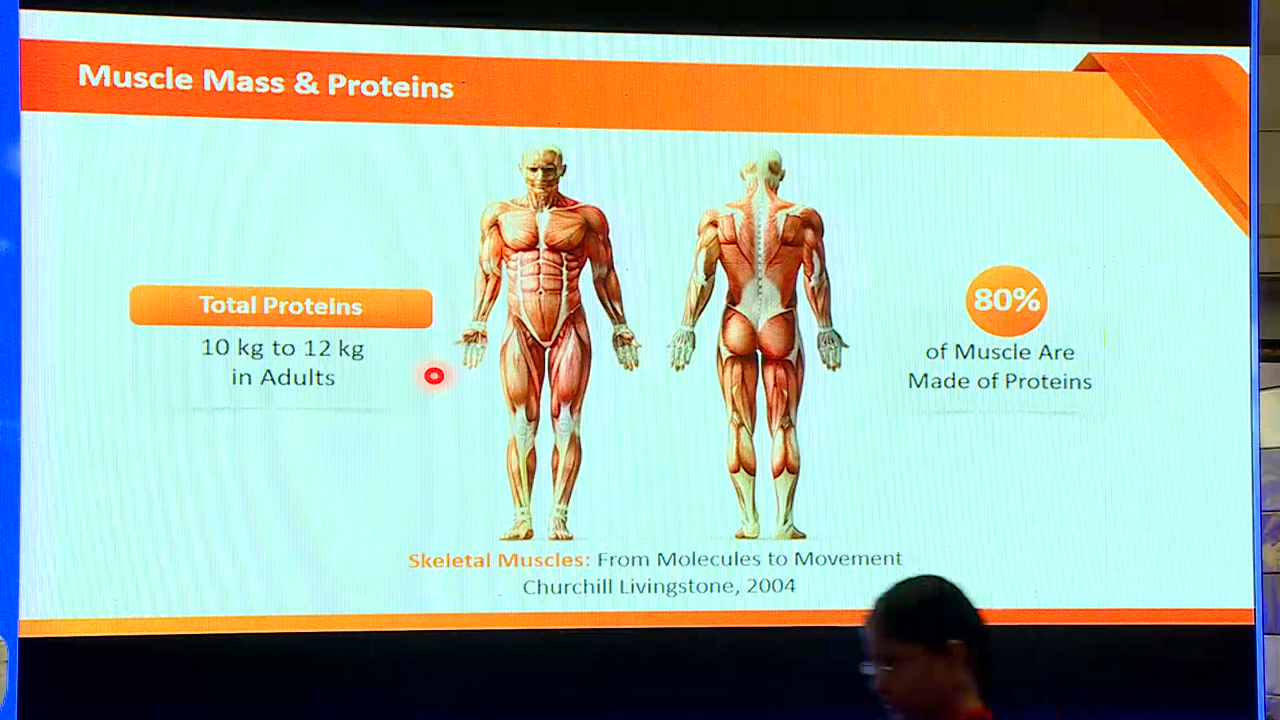 Muscle Mass & Proteins
Total Proteins
10 kg to 12 kg
in Adults
80%
of Muscle Are
Made of Proteins
Skeletal Muscles: From Molecules to Movement
Churchill Livingstone, 2004